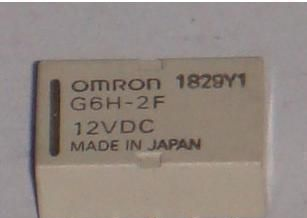 OMRON 1829Y1
G6H-2F
12VDC
MADE IN JAPAN